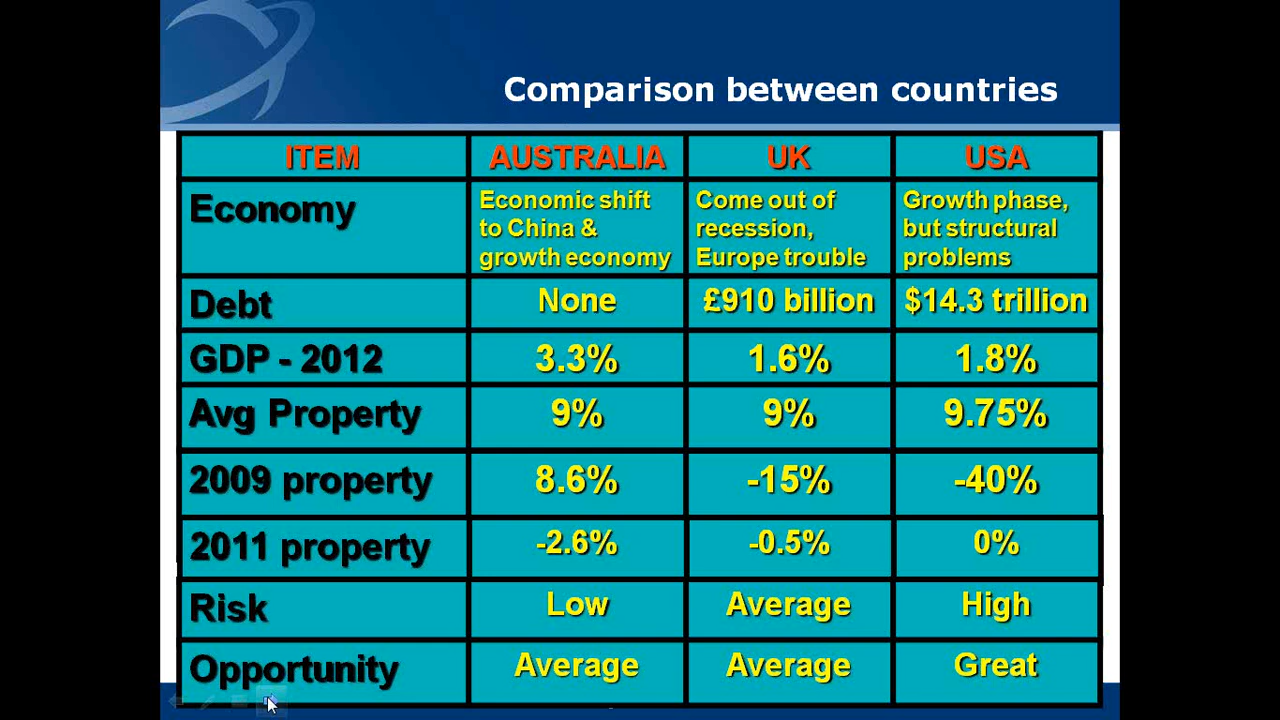 Comparison between countries
ITEM AUSTRALIA UK USA
Economy
Economic shift
to China &
growth economy
Come out of
recession,
Europe trouble
Growth phase,
but structural
problems
Debt None £910 billion $14.3 trillion
GDP - 2012 3.3% 1.6% 1.8%
Avg Property 9% 9% 9.75%
2009 property 8.6% -15% -40%
2011 property -2.6% -0.5% 0%
Risk Low Average High
Opportunity Average Average Great